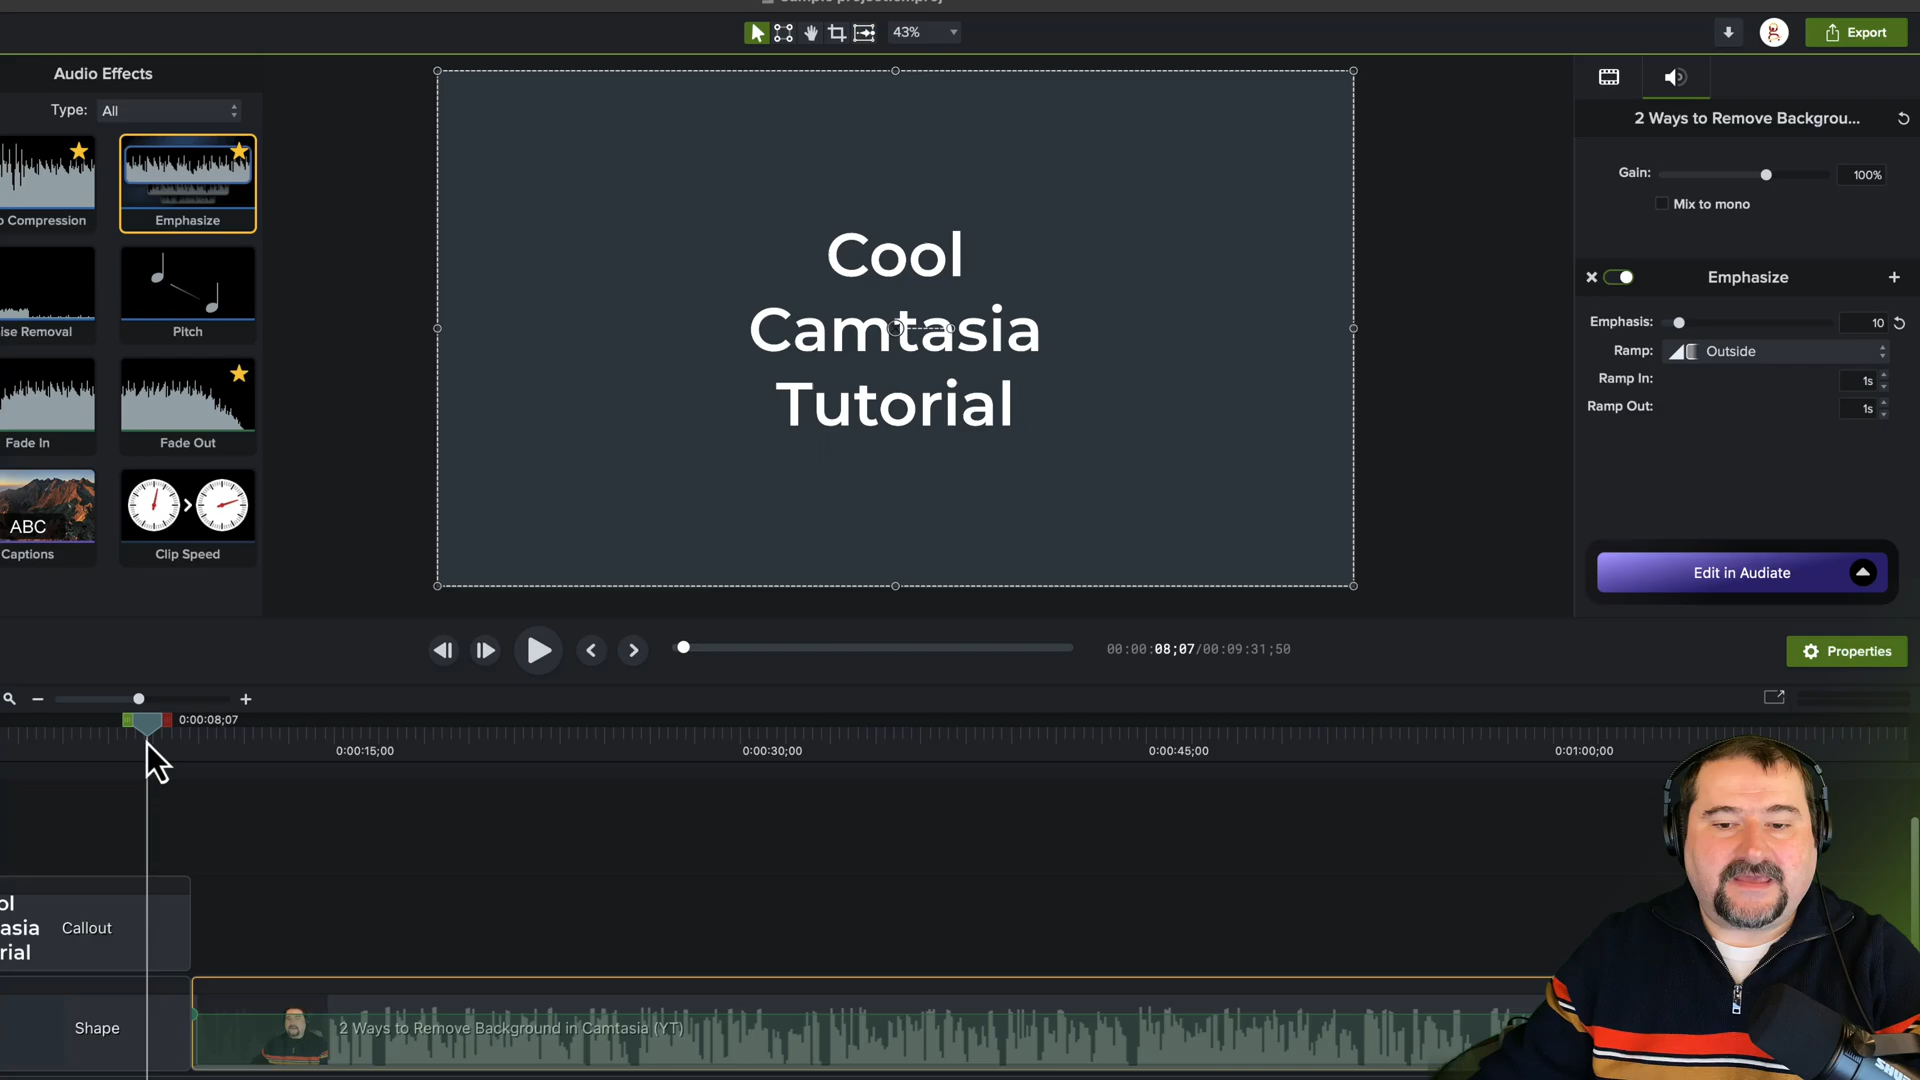 43%
Export
Audio Effects
Type: All
Compression
Emphasize
ise Removal
Pitch
Fade In
Fade Out
ABC
Captions
Clip Speed
Cool
Camtasia
Tutorial
2 Ways to Remove Backgrou...
Gain: 100%
Mix to mono
Emphasize
Emphasis: 10
Ramp: Outside
Ramp In: 1s
Ramp Out: 1s
Edit in Audiate
00:00:08;07/00:09:31;50
Properties
0:00:08;07
0:00:15;00 0:00:30;00 0:00:45;00 0:01:00;00
ol
asia
rial
Callout
Shape
2 Ways to Remove Background in Camtasia (YT)